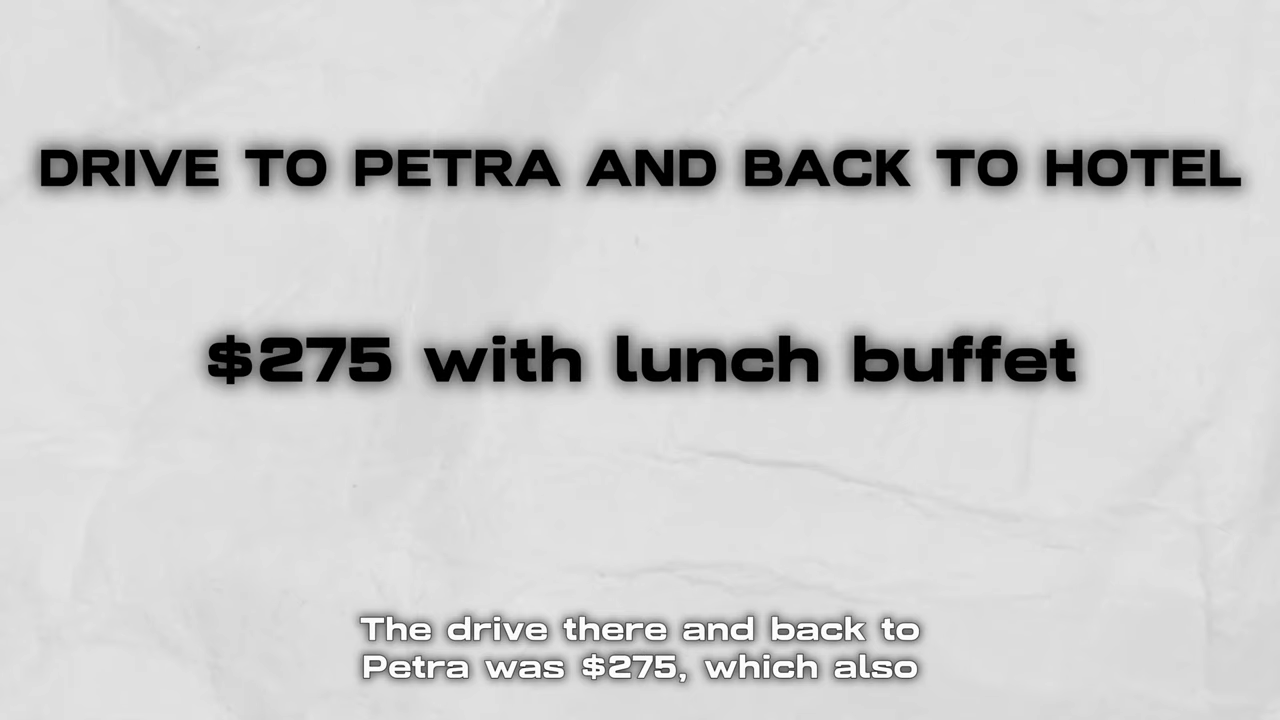 DRIVE TO PETRA AND BACK TO HOTEL
$275 with lunch buffet
The drive there and back to
Petra was $275, which also